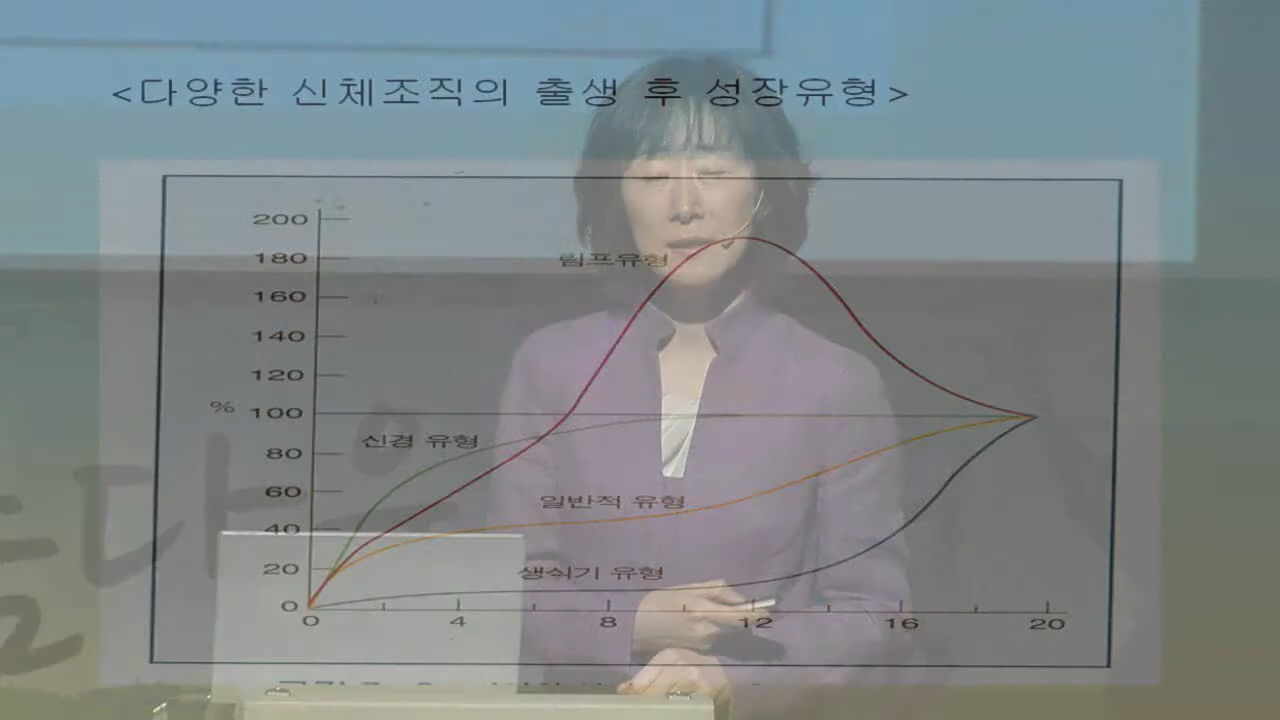 <다양한 신체조직의 출생 후 성장유형>
200
180
림프유형
160
140
120
% 100
신경 유형
80
60
일반적 유형
40
생식기 유형
20
0
0 4 8 12 16 20